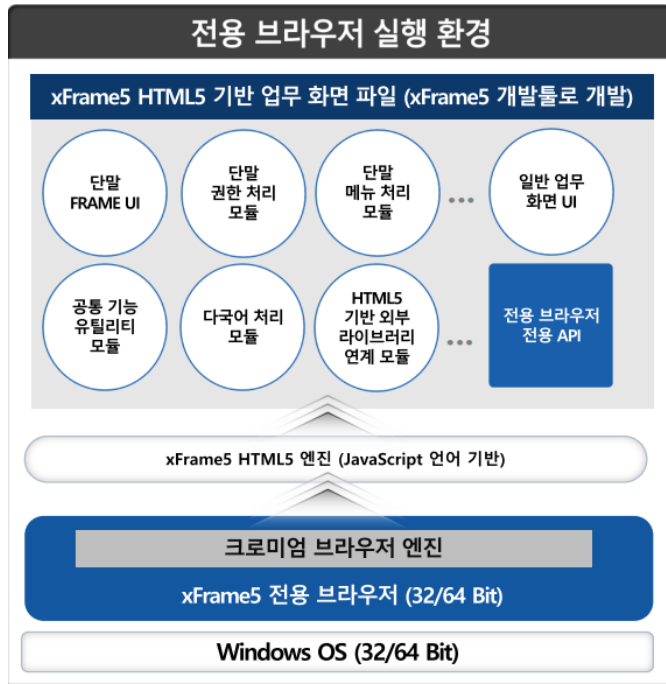 전용 브라우저 실행 환경
xFrame5 HTML5 기반 업무 화면 파일 (xFrame5 개발툴로 개발)
단말
FRAME UI
단말
권한 처리
모듈
단말
메뉴 처리
모듈
...
일반 업무
화면 UI
공통 기능
유틸리티
모듈
다국어 처리
모듈
HTML5
기반 외부
라이브러리
연계 모듈
...
전용 브라우저
전용 API
xFrame5 HTML5 엔진 (JavaScript 언어 기반)
크로미엄 브라우저 엔진
xFrame5 전용 브라우저 (32/64 Bit)
Windows OS (32/64 Bit)